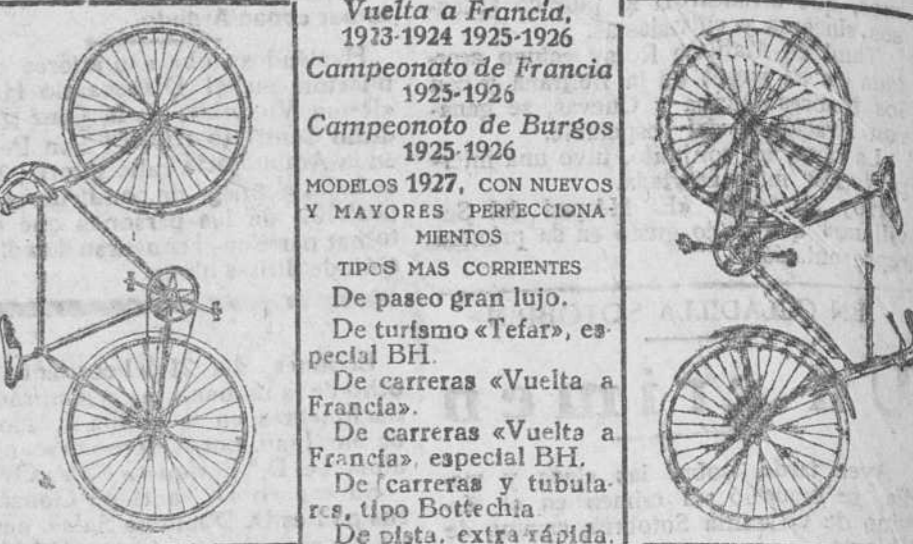 Vuelta a Francia,
1923-1924 1925-1926
Campeonato de Francia
1925-1926
Campeonoto de Burgos
1925-1926
MODELOS 1927, CON NUEVOS
Y MAYORES PERFECCIONA-
MIENTOS
TIPOS MAS CORRIENTES
De paseo gran lujo.
De turismo «Tefar», es-
pecial BH.
De carreras «Vuelta a
Francia».
De carreras «Vuelta a
Francia», especial BH.
De carreras y tubula-
res, tipo Bottechia
De pista, extra rápida.